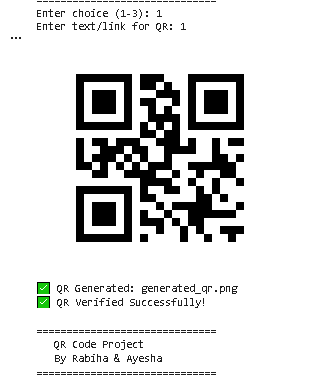 ==============================
Enter choice (1-3): 1
Enter text/link for QR: 1
...
✅ QR Generated: generated_qr.png
✅ QR Verified Successfully!
==============================
QR Code Project
By Rabiha & Ayesha
==============================